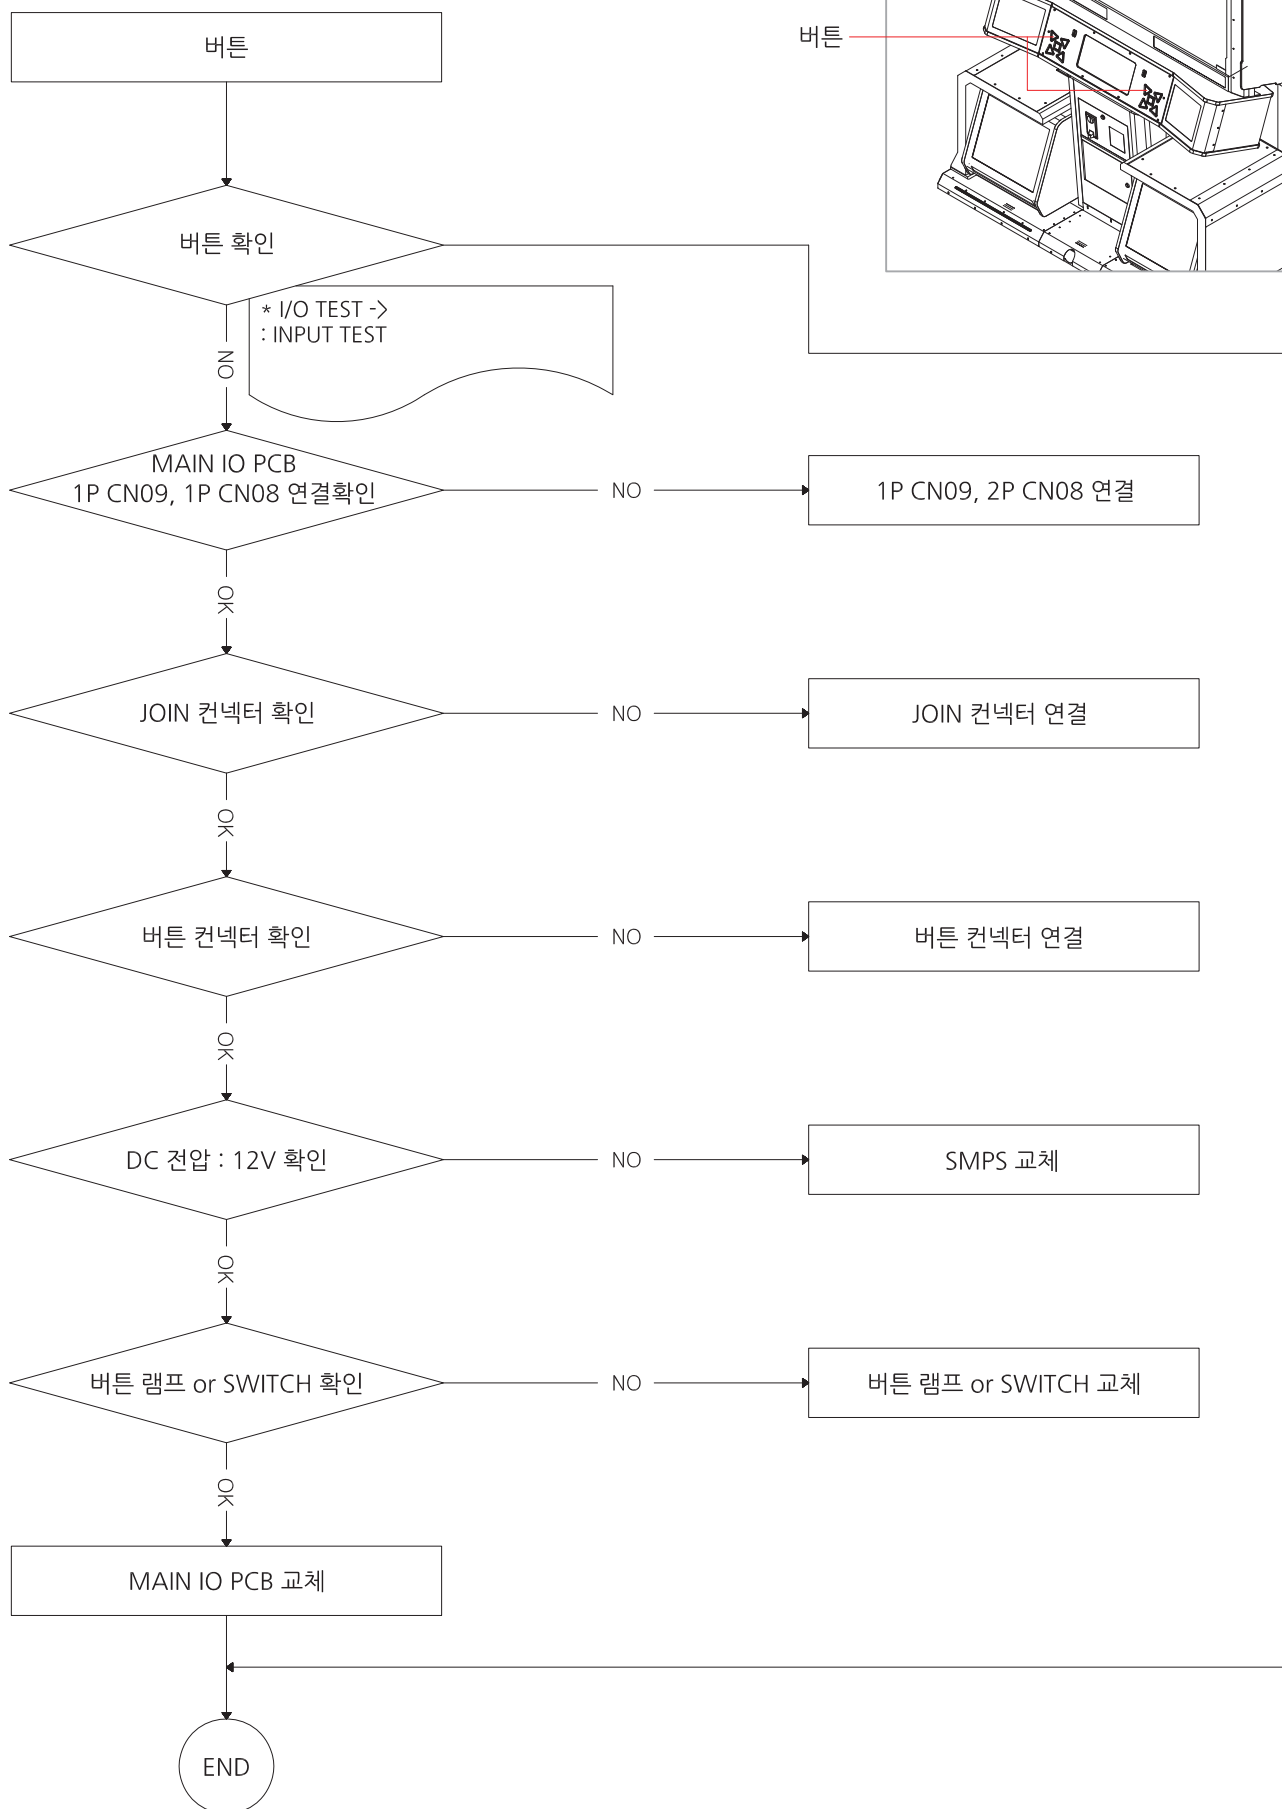 버튼
버튼
버튼 확인
* I/O TEST ->
: INPUT TEST
NO
MAIN IO PCB
1P CN09, 1P CN08 연결확인
NO
1P CN09, 2P CN08 연결
OK
JOIN 컨넥터 확인
NO
JOIN 컨넥터 연결
OK
버튼 컨넥터 확인
NO
버튼 컨넥터 연결
OK
DC 전압 : 12V 확인
NO
SMPS 교체
OK
버튼 램프 or SWITCH 확인
NO
버튼 램프 or SWITCH 교체
OK
MAIN IO PCB 교체
END